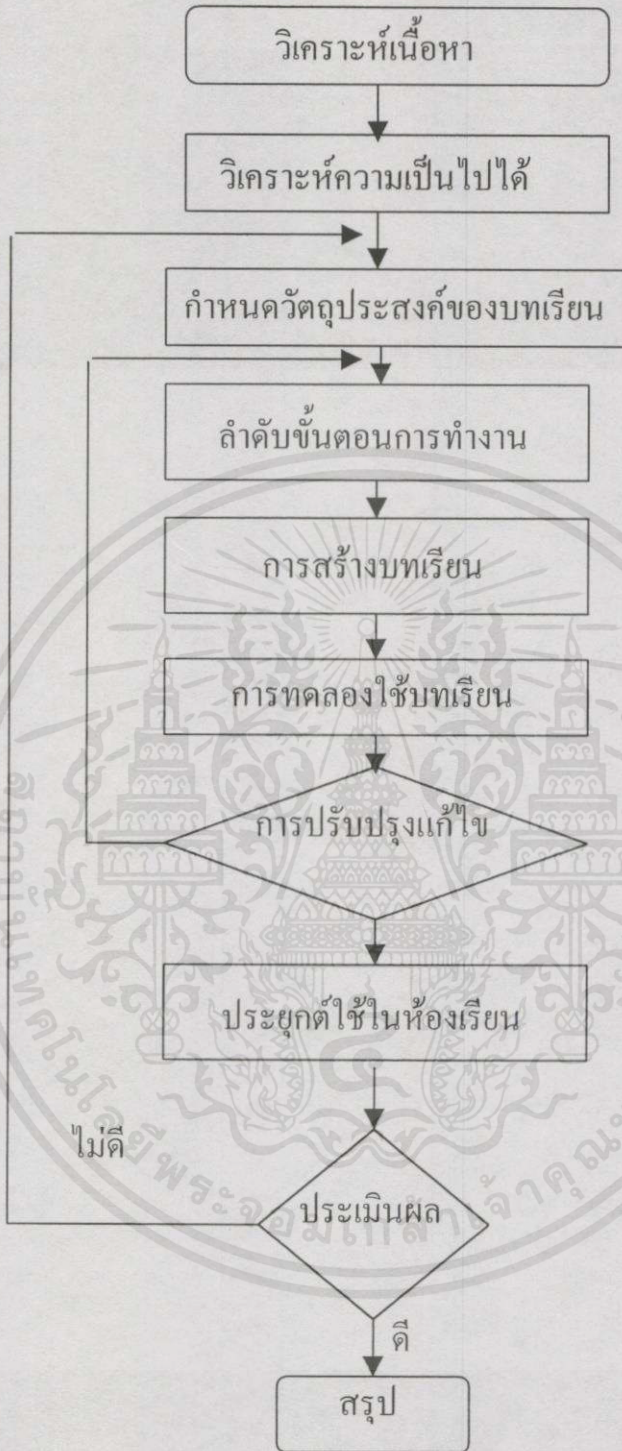 วิเคราะห์เนื้อหา
วิเคราะห์ความเป็นไปได้
กำหนดวัตถุประสงค์ของบทเรียน
ลำดับขั้นตอนการทำงาน
การสร้างบทเรียน
การทดลองใช้บทเรียน
การปรับปรุงแก้ไข
ประยุกต์ใช้ในห้องเรียน
ไม่ดี
ประเมินผล
ดี
สรุป